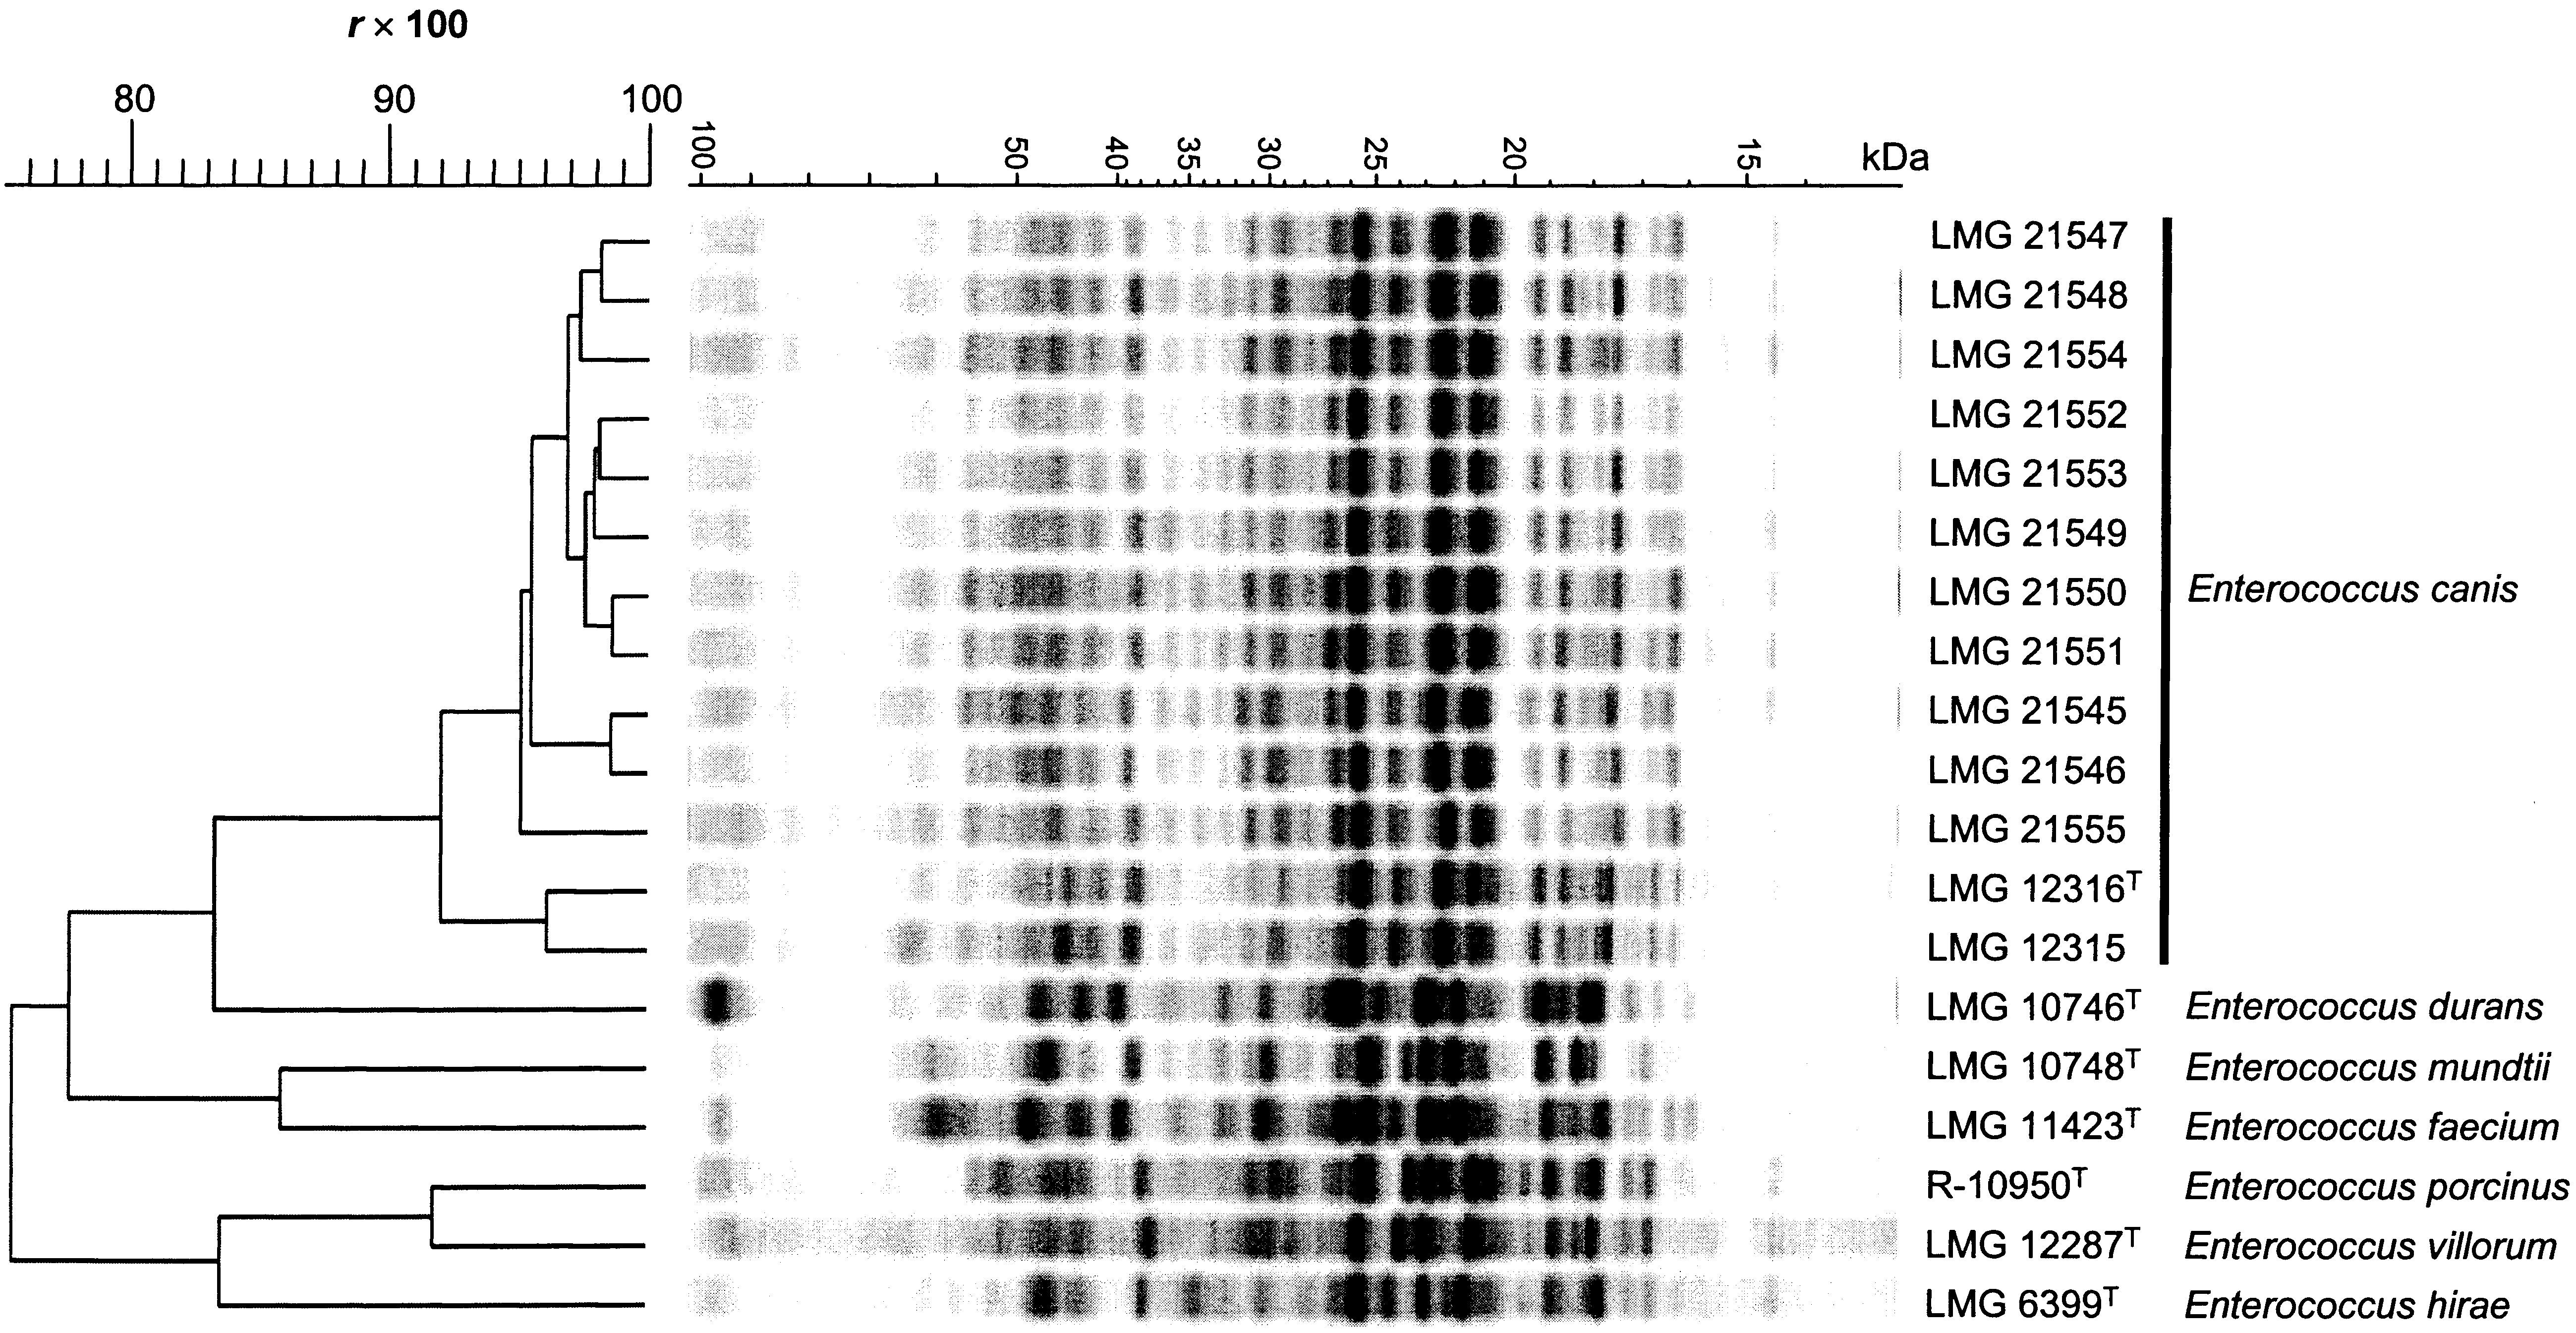 r × 100
80 90 100
100 50 40 35 30 25 20 15 kDa
LMG 21547
LMG 21548
LMG 21554
LMG 21552
LMG 21553
LMG 21549
LMG 21550 Enterococcus canis
LMG 21551
LMG 21545
LMG 21546
LMG 21555
LMG 12316ᵀ
LMG 12315
LMG 10746ᵀ Enterococcus durans
LMG 10748ᵀ Enterococcus mundtii
LMG 11423ᵀ Enterococcus faecium
R-10950ᵀ Enterococcus porcinus
LMG 12287ᵀ Enterococcus villorum
LMG 6399ᵀ Enterococcus hirae